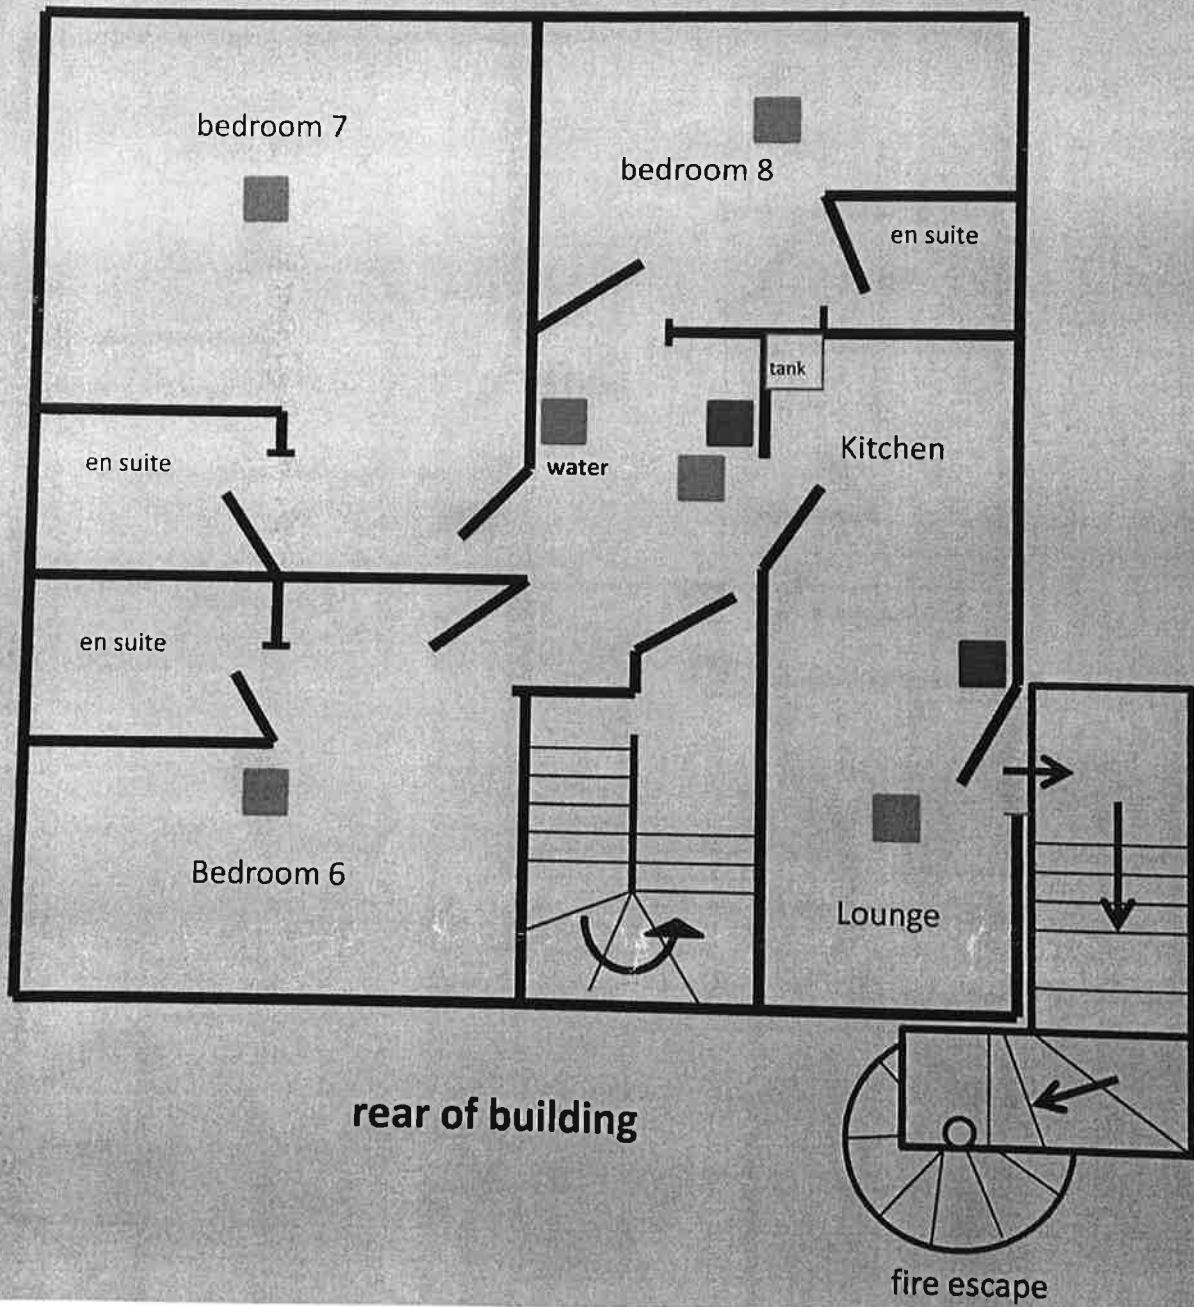 bedroom 7
bedroom 8
en suite
tank
Kitchen
en suite
water
en suite
Bedroom 6
Lounge
rear of building
fire escape